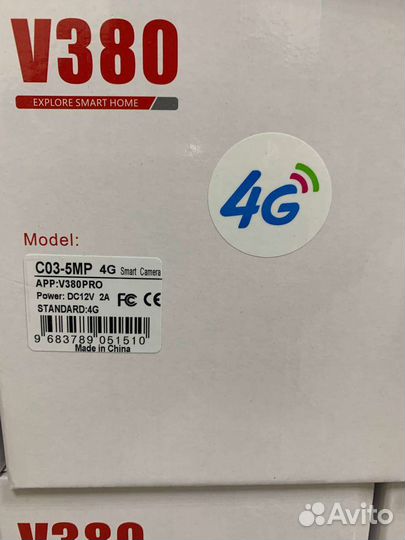 V380
EXPLORE SMART HOME
4G
Model:
C03-5MP 4G Smart Camera
APP:V380PRO
Power: DC12V 2A FC CE
STANDARD:4G
9 683789 051510
Made in China
V380
Avito